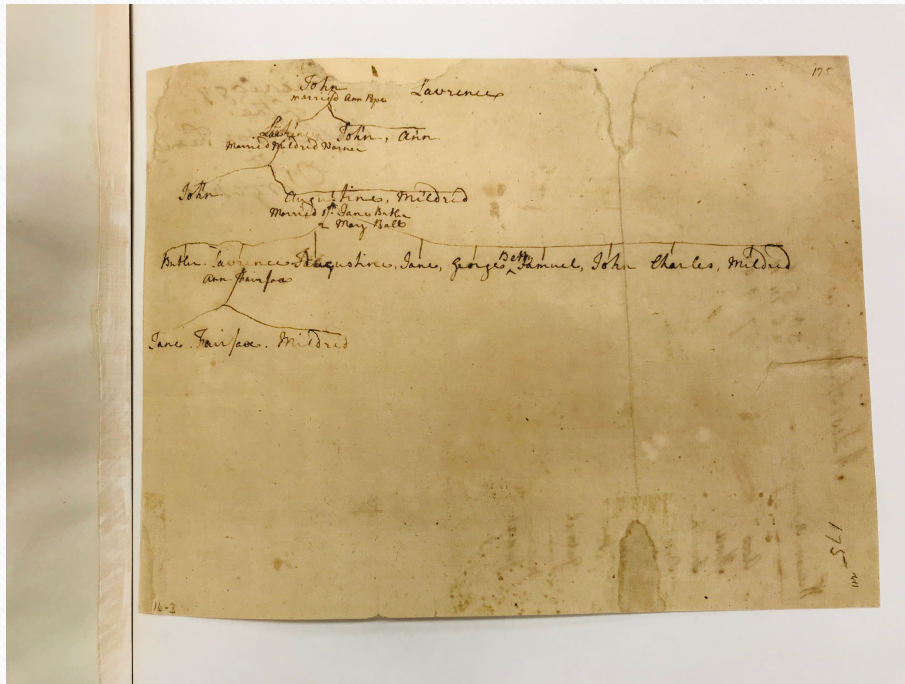 175
John Lawrence
married Ann Pope
John, Ann
Married Mildred Warner
John Augustine, Mildred
Married 1st. Jane Butler
2 Mary Ball
Butler. Lawrence Augustine, Jane, George Betty Samuel, John Charles, Mildred
Ann Fairfax
Jane. Fairfax. Mildred
175
16-3